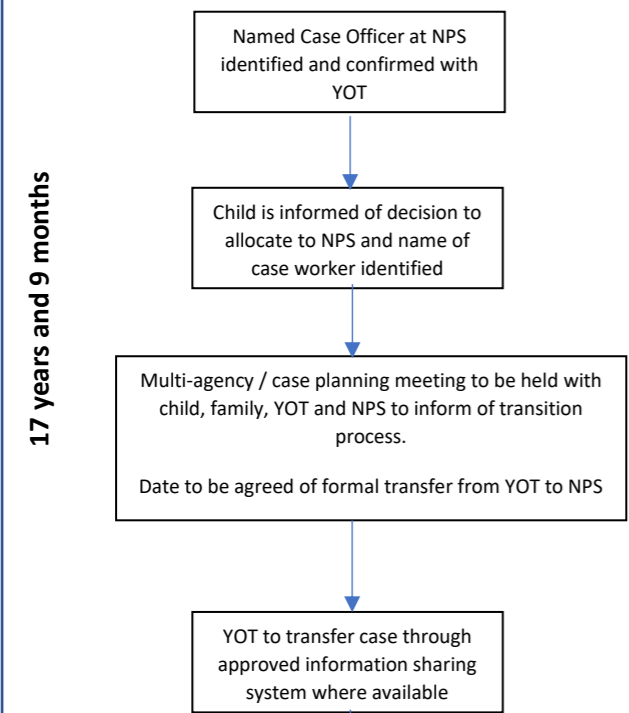 17 years and 9 months
Named Case Officer at NPS
identified and confirmed with
YOT
Child is informed of decision to
allocate to NPS and name of
case worker identified
Multi-agency / case planning meeting to be held with
child, family, YOT and NPS to inform of transition
process.
Date to be agreed of formal transfer from YOT to NPS
YOT to transfer case through
approved information sharing
system where available